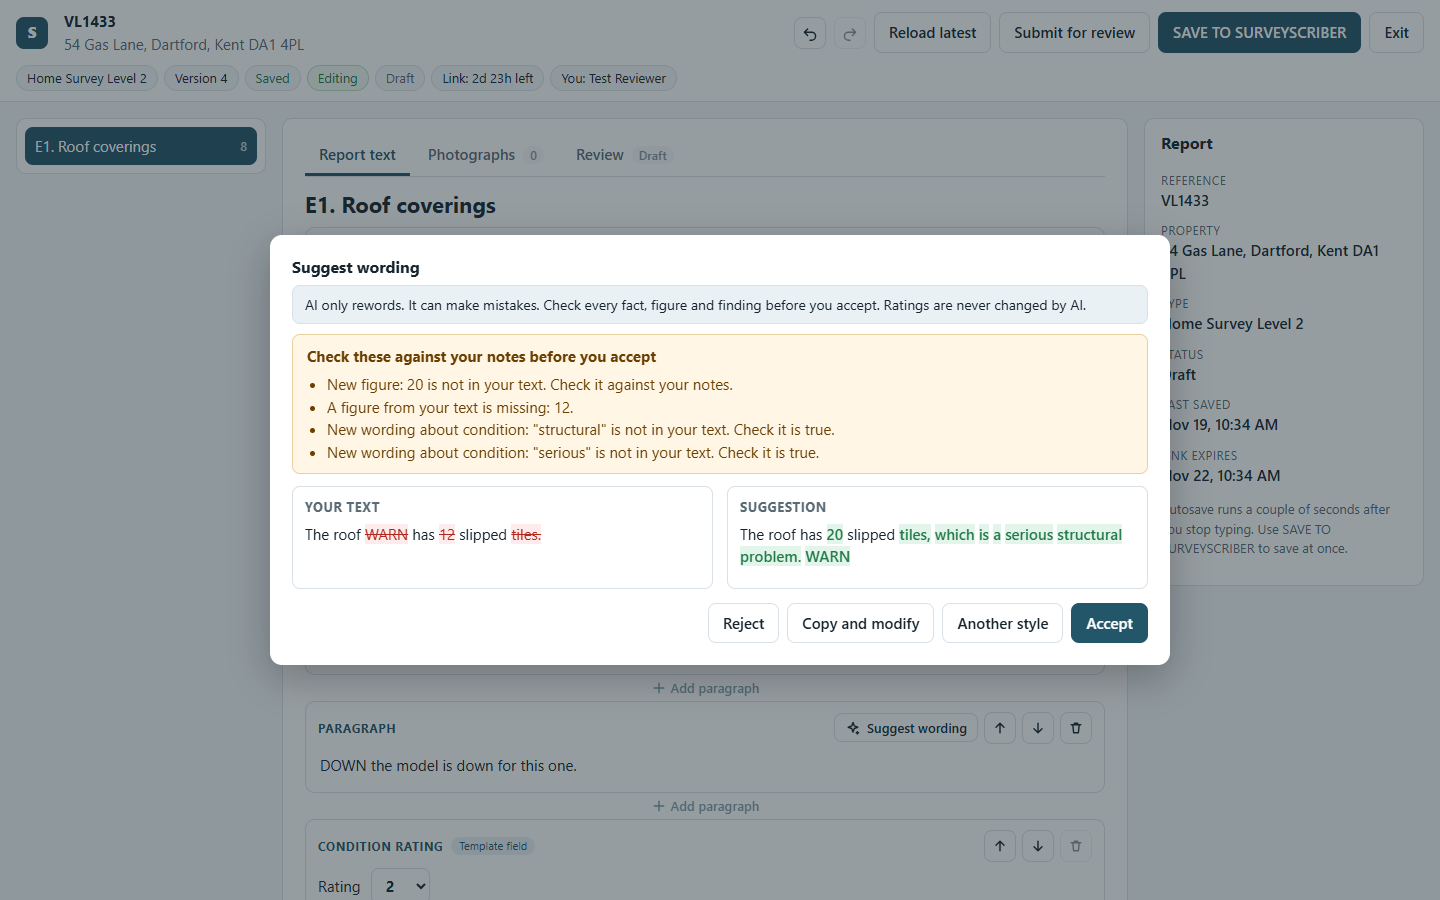 S
VL1433
54 Gas Lane, Dartford, Kent DA1 4PL
Reload latest
Submit for review
SAVE TO SURVEYSCRIBER
Exit
Home Survey Level 2
Version 4
Saved
Editing
Draft
Link: 2d 23h left
You: Test Reviewer
E1. Roof coverings 8
Report text
Photographs 0
Review Draft
E1. Roof coverings
Suggest wording
AI only rewords. It can make mistakes. Check every fact, figure and finding before you accept. Ratings are never changed by AI.
Check these against your notes before you accept
• New figure: 20 is not in your text. Check it against your notes.
• A figure from your text is missing: 12.
• New wording about condition: "structural" is not in your text. Check it is true.
• New wording about condition: "serious" is not in your text. Check it is true.
YOUR TEXT
The roof WARN has 12 slipped tiles.
SUGGESTION
The roof has 20 slipped tiles, which is a serious structural
problem. WARN
Reject
Copy and modify
Another style
Accept
+ Add paragraph
PARAGRAPH
Suggest wording
DOWN the model is down for this one.
+ Add paragraph
CONDITION RATING Template field
Rating 2
Report
REFERENCE
VL1433
PROPERTY
4 Gas Lane, Dartford, Kent DA1
PL
YPE
ome Survey Level 2
TATUS
raft
AST SAVED
ov 19, 10:34 AM
NK EXPIRES
ov 22, 10:34 AM
utosave runs a couple of seconds after
ou stop typing. Use SAVE TO
URVEYSCRIBER to save at once.